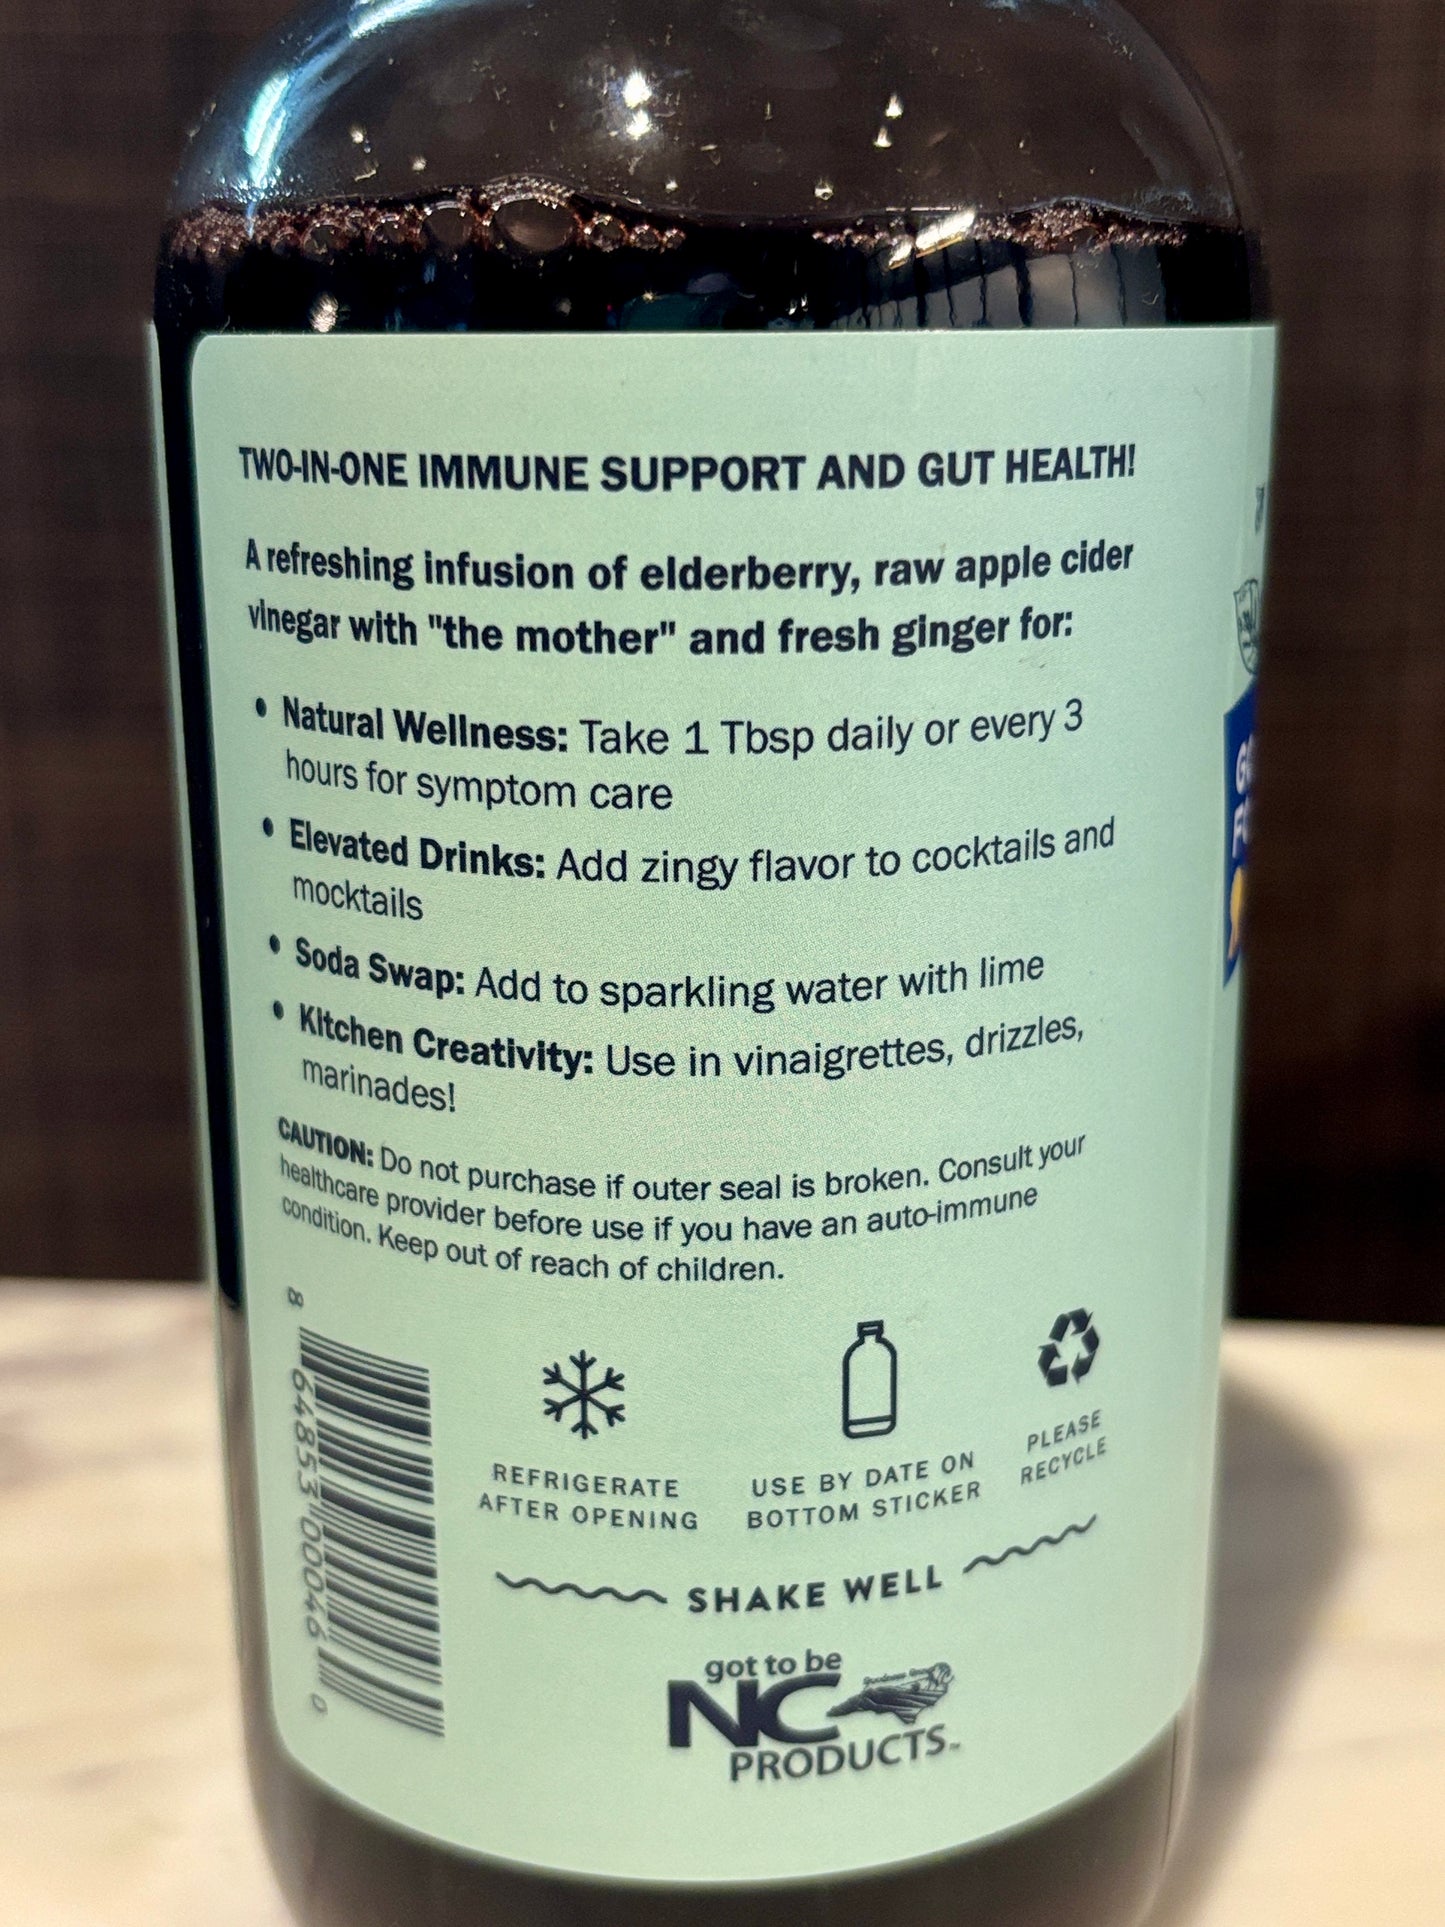 TWO-IN-ONE IMMUNE SUPPORT AND GUT HEALTH!
A refreshing infusion of elderberry, raw apple cider
vinegar with "the mother" and fresh ginger for:
• Natural Wellness: Take 1 Tbsp daily or every 3
hours for symptom care
• Elevated Drinks: Add zingy flavor to cocktails and
mocktails
• Soda Swap: Add to sparkling water with lime
• Kitchen Creativity: Use in vinaigrettes, drizzles,
marinades!
CAUTION: Do not purchase if outer seal is broken. Consult your
healthcare provider before use if you have an auto-immune
condition. Keep out of reach of children.
8 64853 00046 0
REFRIGERATE
AFTER OPENING
USE BY DATE ON
BOTTOM STICKER
PLEASE
RECYCLE
SHAKE WELL
got to be
NC
PRODUCTS™